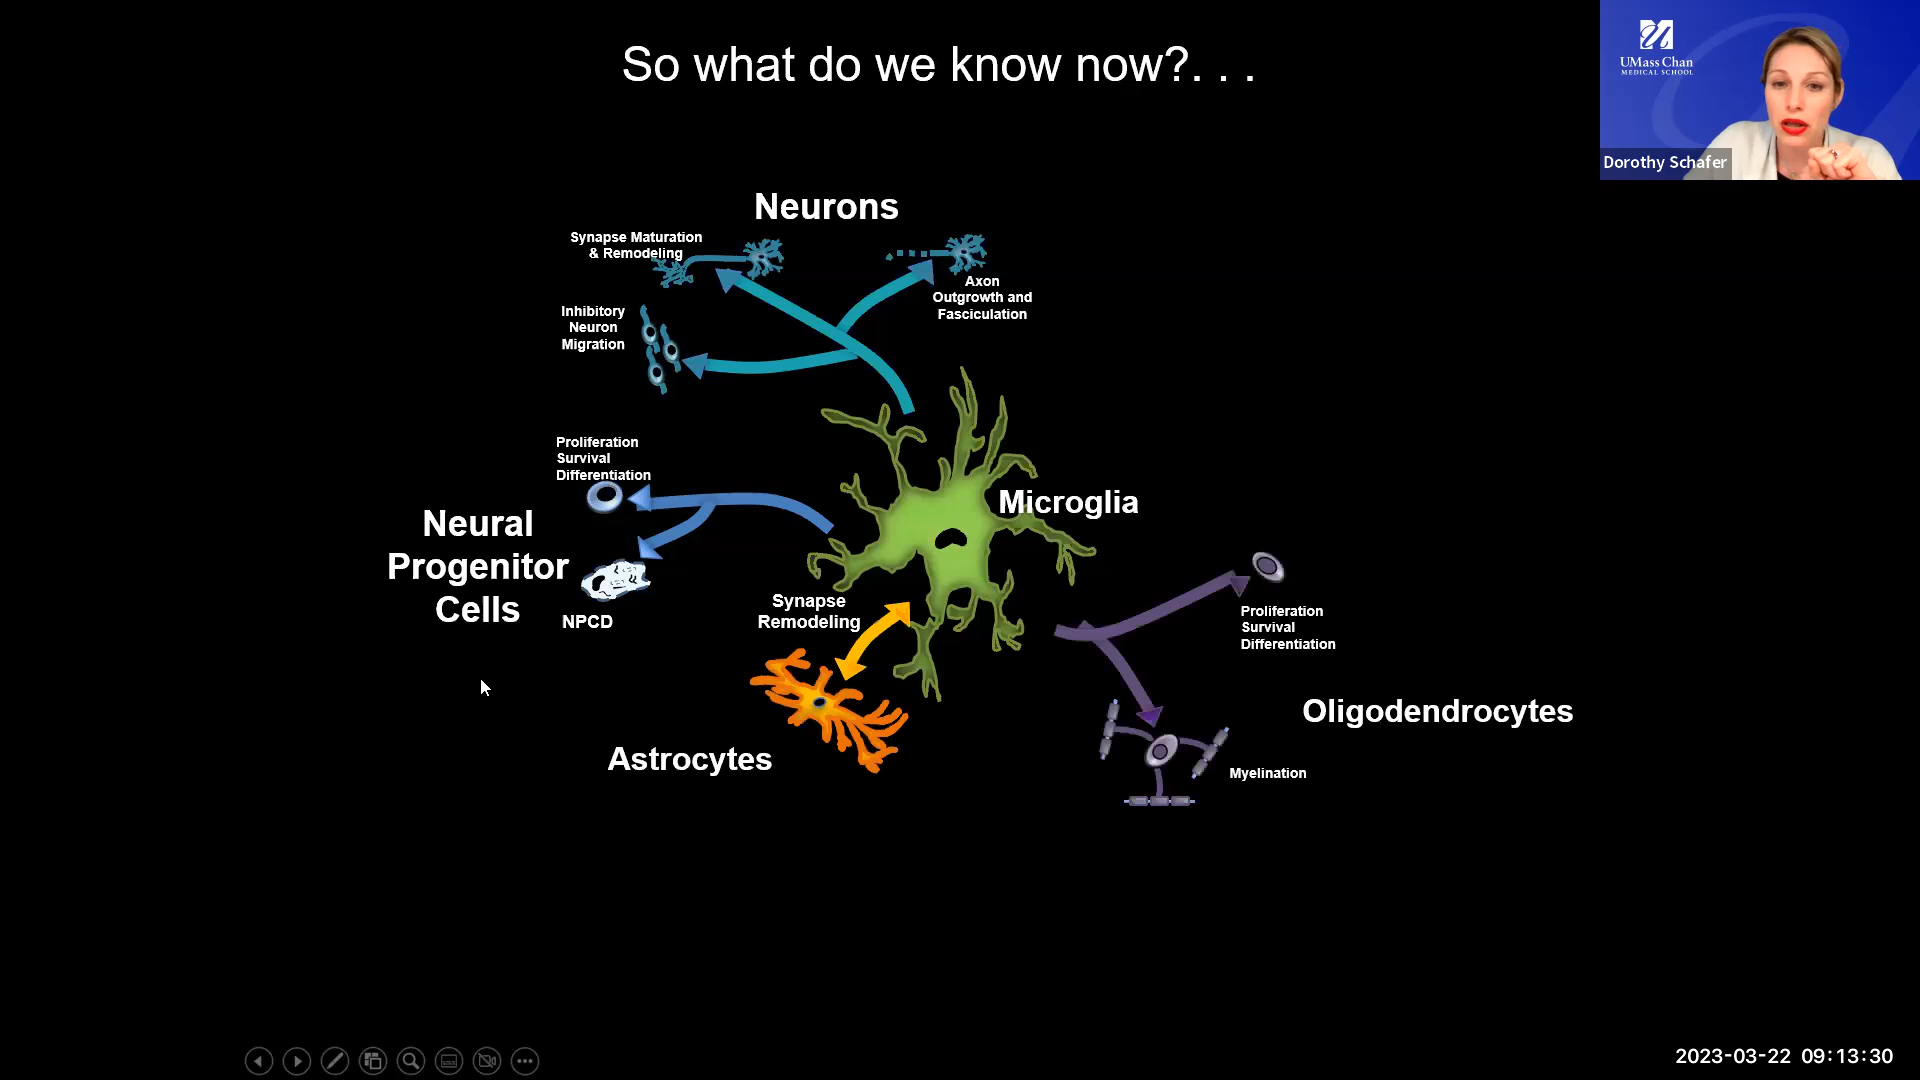 So what do we know now?. . .
UMass Chan
MEDICAL SCHOOL
Dorothy Schafer
Neurons
Synapse Maturation
& Remodeling
Axon
Outgrowth and
Fasciculation
Inhibitory
Neuron
Migration
Proliferation
Survival
Differentiation
Neural
Progenitor
Cells
NPCD
Microglia
Synapse
Remodeling
Astrocytes
Proliferation
Survival
Differentiation
Oligodendrocytes
Myelination
2023-03-22 09:13:30